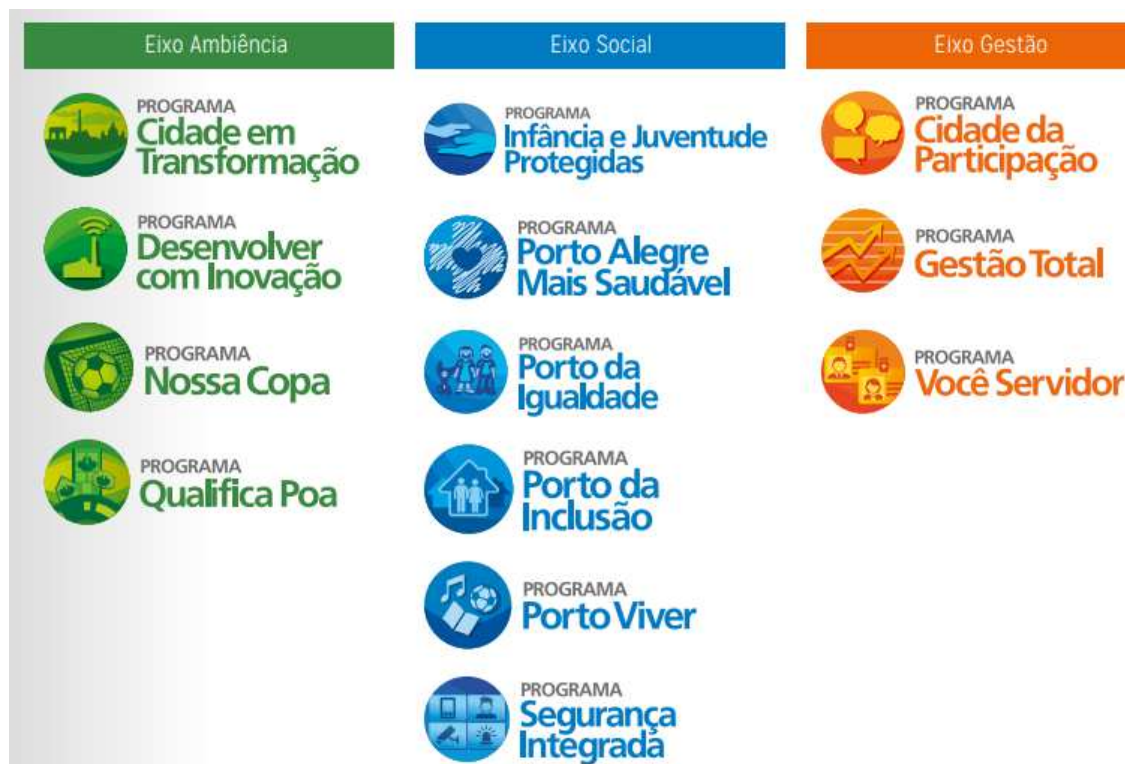 Eixo Ambiência
PROGRAMA
Cidade em
Transformação
PROGRAMA
Desenvolver
com Inovação
PROGRAMA
Nossa Copa
PROGRAMA
Qualifica Poa
Eixo Social
PROGRAMA
Infância e Juventude
Protegidas
PROGRAMA
Porto Alegre
Mais Saudável
PROGRAMA
Porto da
Igualdade
PROGRAMA
Porto da
Inclusão
PROGRAMA
Porto Viver
PROGRAMA
Segurança
Integrada
Eixo Gestão
PROGRAMA
Cidade da
Participação
PROGRAMA
Gestão Total
PROGRAMA
Você Servidor